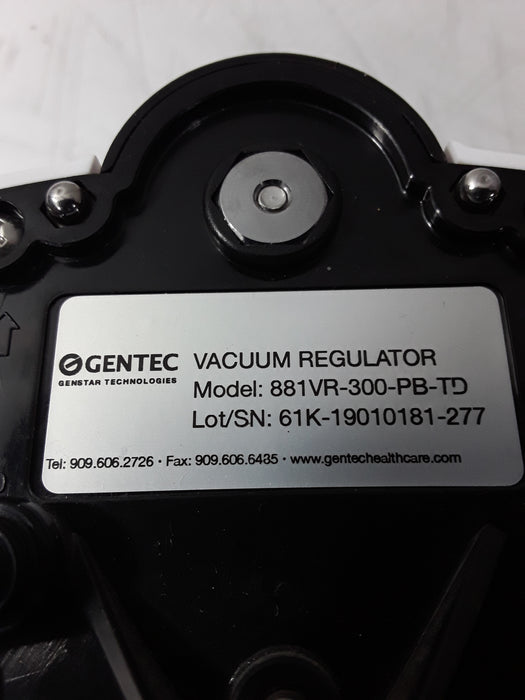 GENTEC
GENSTAR TECHNOLOGIES
VACUUM REGULATOR
Model: 881VR-300-PB-TD
Lot/SN: 61K-19010181-277
Tel: 909.606.2726 · Fax: 909.606.6485 · www.gentechealthcare.com